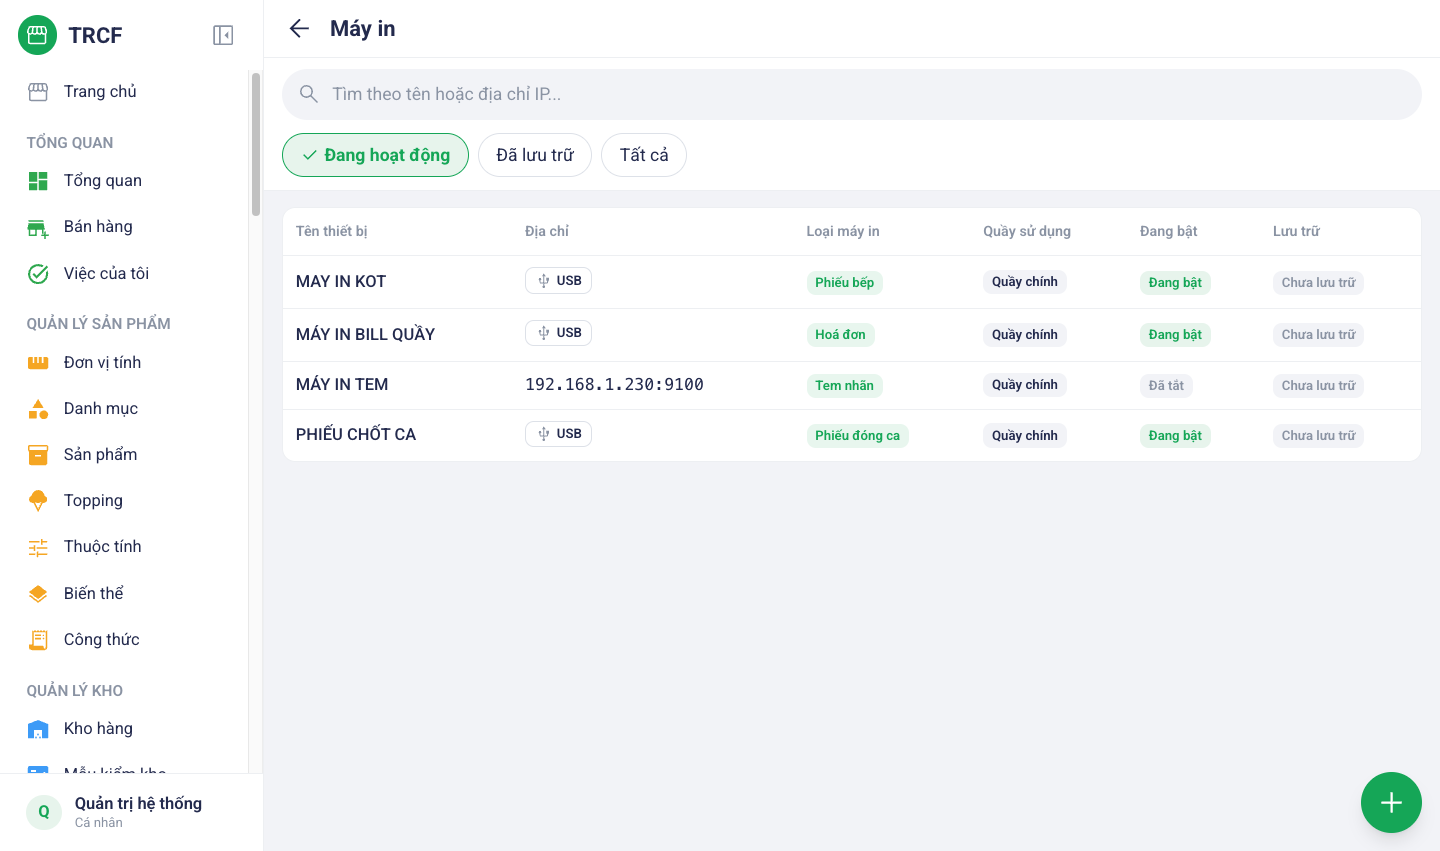 TRCF
Máy in
Trang chủ
Tìm theo tên hoặc địa chỉ IP...
TỔNG QUAN
Đang hoạt động
Đã lưu trữ
Tất cả
Tổng quan
Bán hàng
Việc của tôi
QUẢN LÝ SẢN PHẨM
Đơn vị tính
Danh mục
Sản phẩm
Topping
Thuộc tính
Biến thể
Công thức
QUẢN LÝ KHO
Kho hàng
Mẫu kiểm kho
Q
Quản trị hệ thống
Cá nhân
Tên thiết bị Địa chỉ Loại máy in Quầy sử dụng Đang bật Lưu trữ
MAY IN KOT USB Phiếu bếp Quầy chính Đang bật Chưa lưu trữ
MÁY IN BILL QUẦY USB Hoá đơn Quầy chính Đang bật Chưa lưu trữ
MÁY IN TEM 192.168.1.230:9100 Tem nhãn Quầy chính Đã tắt Chưa lưu trữ
PHIẾU CHỐT CA USB Phiếu đóng ca Quầy chính Đang bật Chưa lưu trữ